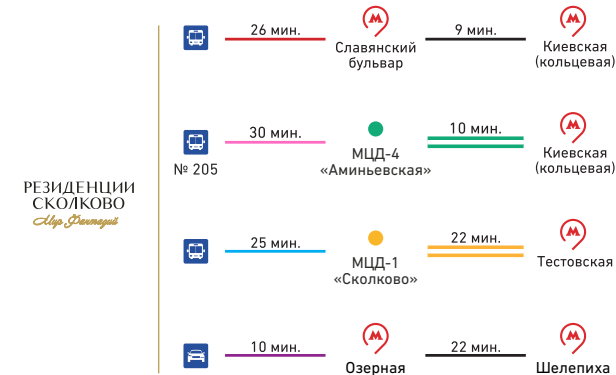 26 мин.
Славянский
бульвар
9 мин.
Киевская
(кольцевая)
№ 205
30 мин.
МЦД-4
«Аминьевская»
10 мин.
Киевская
(кольцевая)
РЕЗИДЕНЦИИ
СКОЛКОВО
Мир Фантазий
25 мин.
МЦД-1
«Сколково»
22 мин.
Тестовская
10 мин.
Озерная
22 мин.
Шелепиха